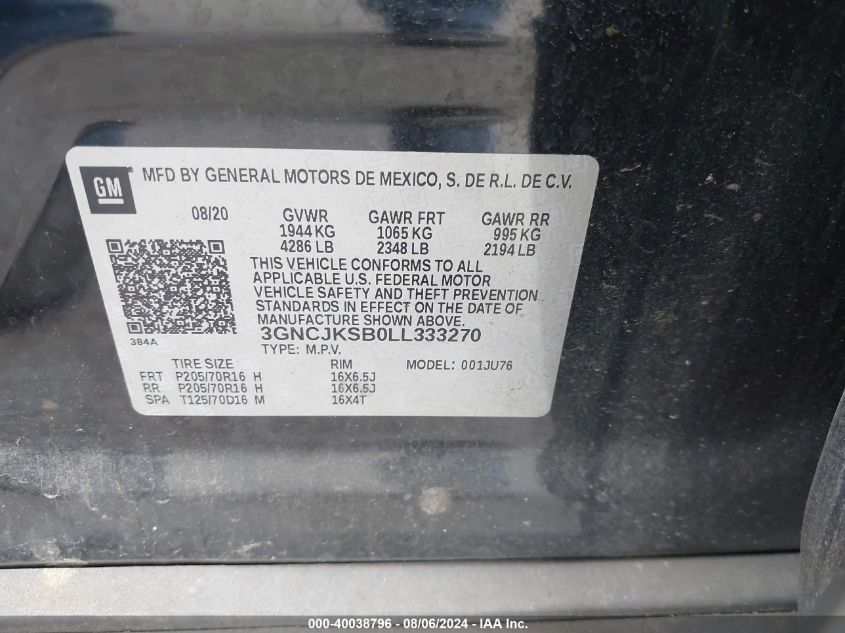 GM
MFD BY GENERAL MOTORS DE MEXICO, S. DE R.L. DE C.V.
08/20 GVWR GAWR FRT GAWR RR
1944 KG 1065 KG 995 KG
4286 LB 2348 LB 2194 LB
THIS VEHICLE CONFORMS TO ALL
APPLICABLE U.S. FEDERAL MOTOR
VEHICLE SAFETY AND THEFT PREVENTION
STANDARDS IN EFFECT ON THE DATE OF
MANUFACTURE SHOWN ABOVE.
384A
3GNCJKSB0LL333270
TYPE: M.P.V.
TIRE SIZE RIM MODEL: 001JU76
FRT P205/70R16 H 16X6.5J
RR P205/70R16 H 16X6.5J
SPA T125/70D16 M 16X4T
000-40038796 - 08/06/2024 - IAA Inc.